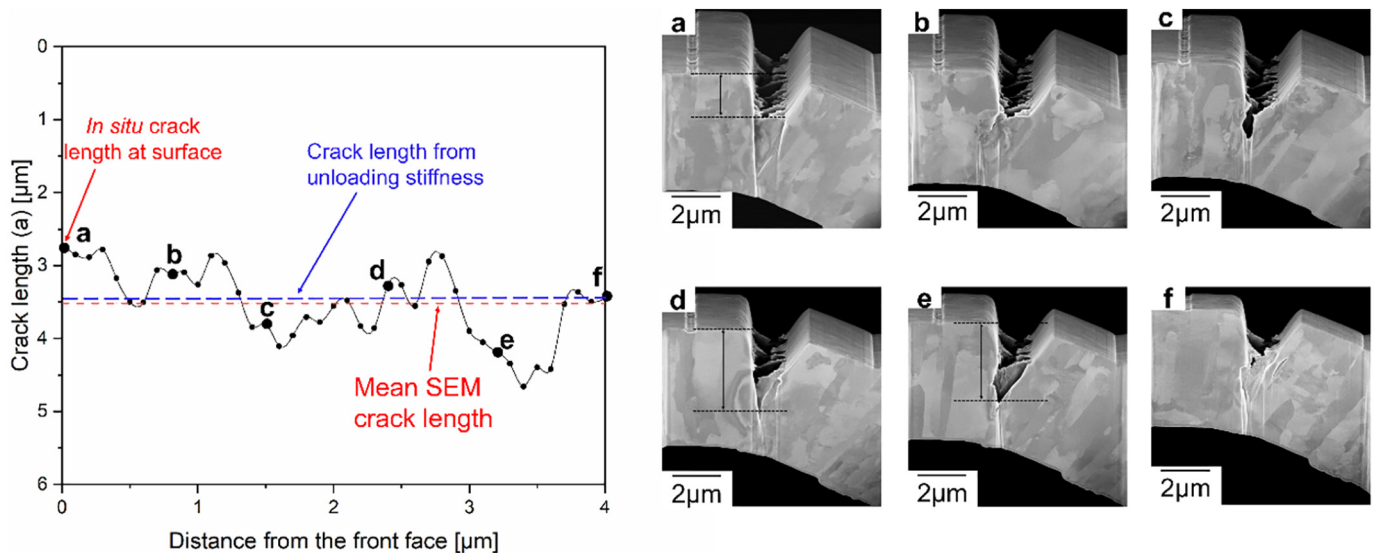 0
1
2
3
4
5
6
Crack length (a) [µm]
In situ crack
length at surface
Crack length from
unloading stiffness
a
b
c
d
e
f
Mean SEM
crack length
0
1
2
3
4
Distance from the front face [µm]
a
2µm
b
2µm
c
2µm
d
2µm
e
2µm
f
2µm